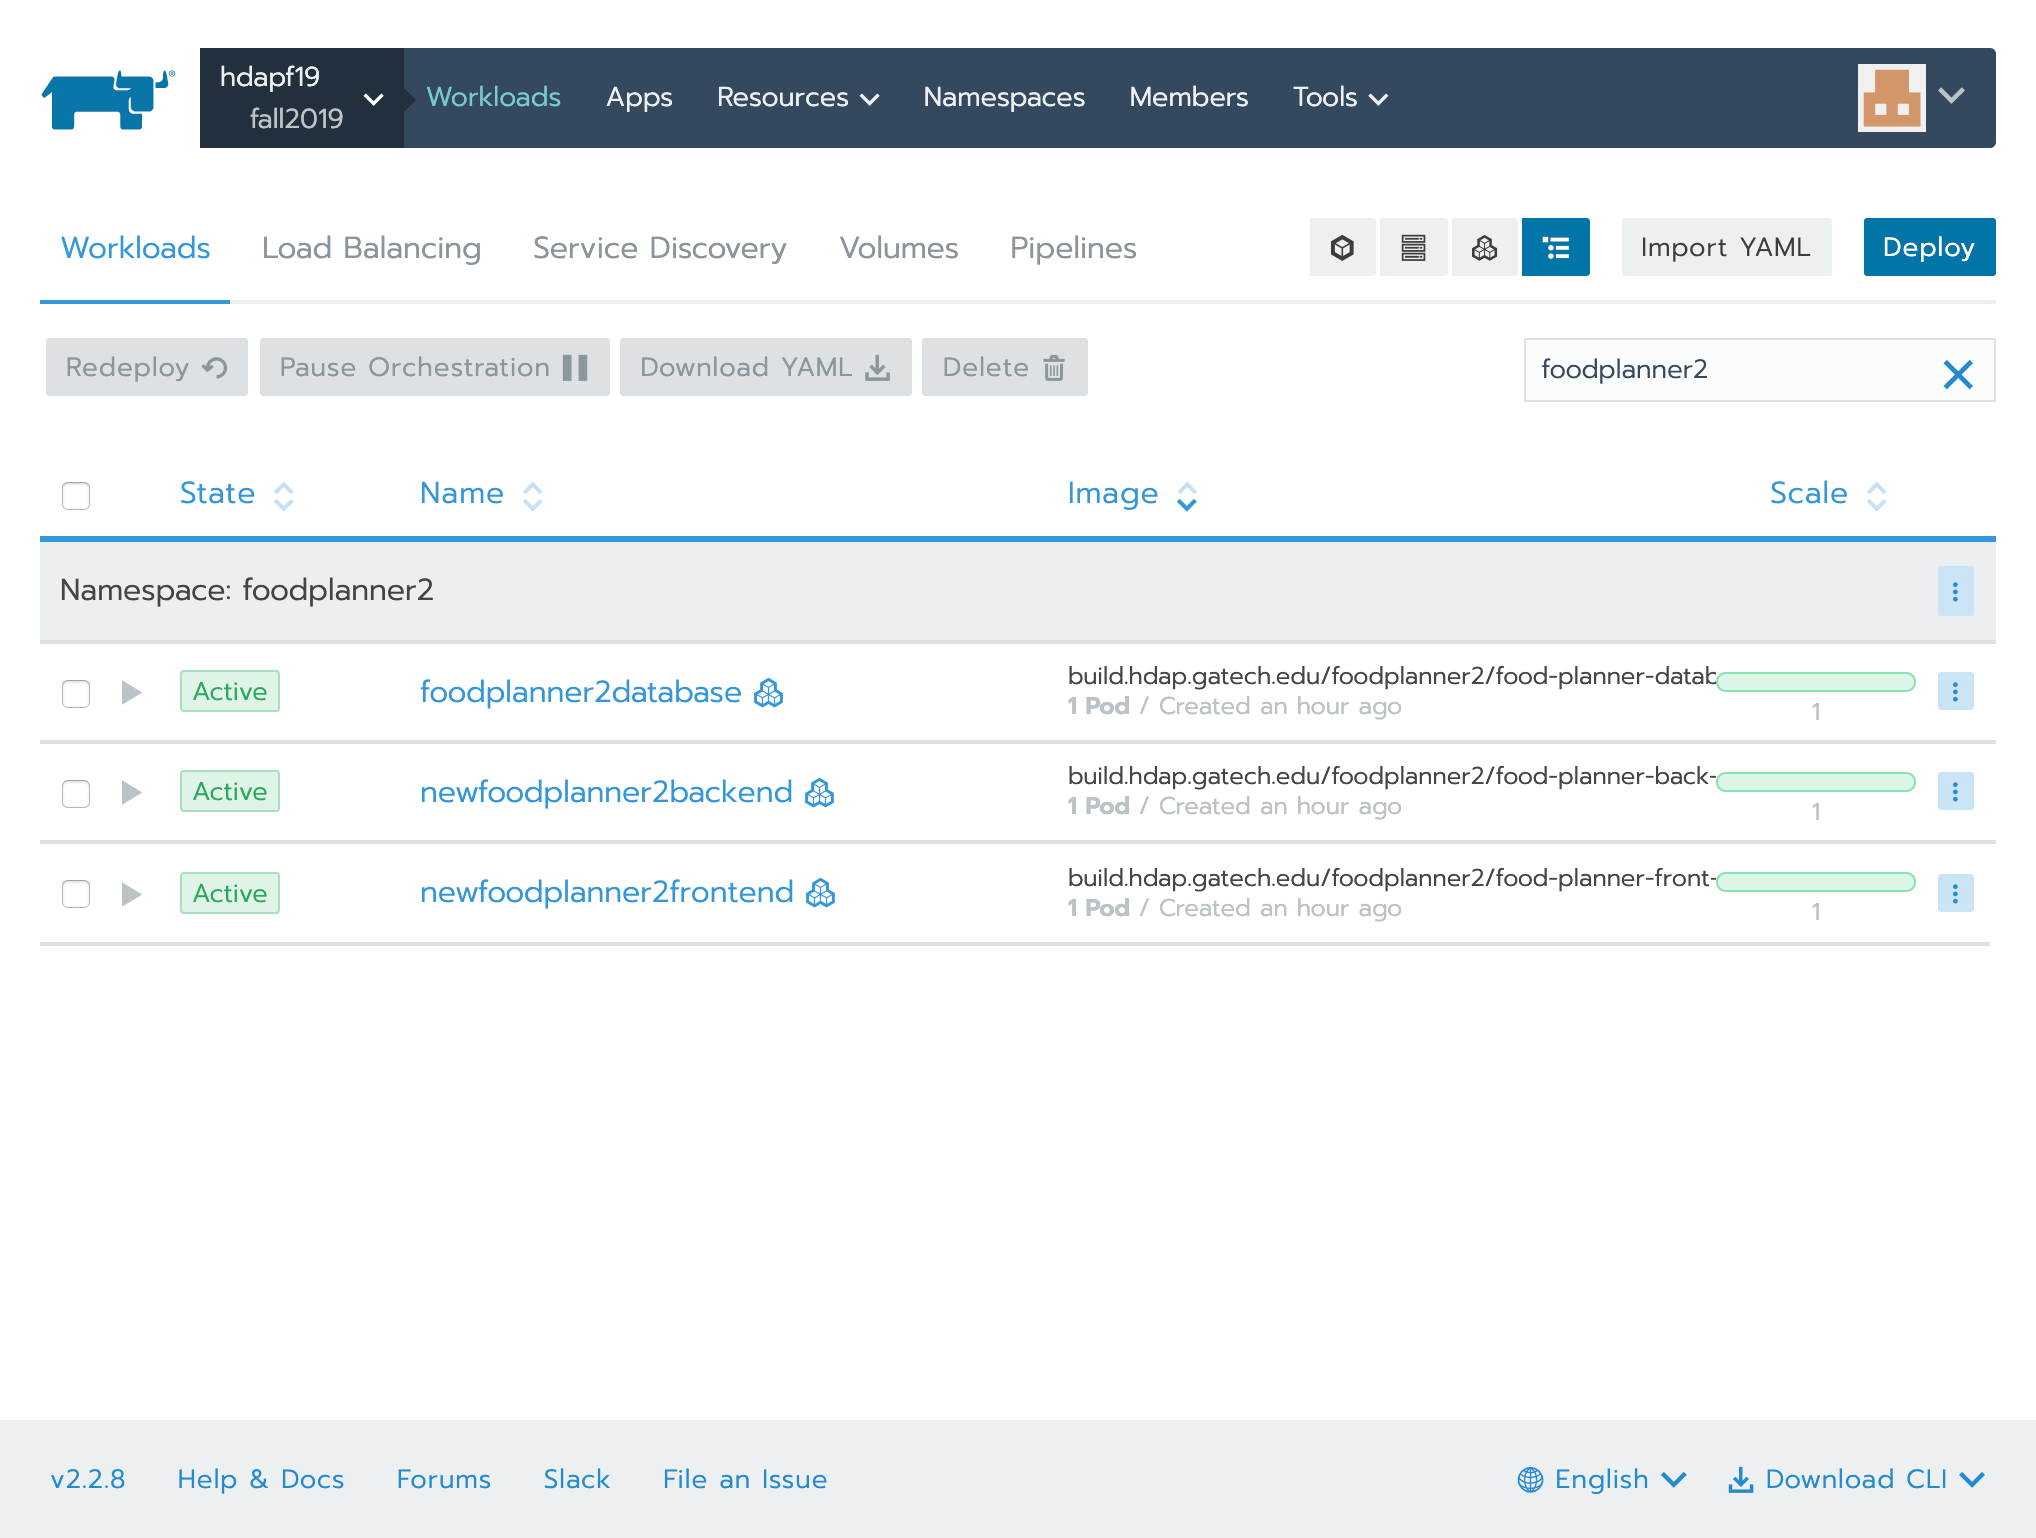 hdapf19
fall2019
Workloads Apps Resources Namespaces Members Tools
Workloads Load Balancing Service Discovery Volumes Pipelines Import YAML Deploy
Redeploy Pause Orchestration Download YAML Delete foodplanner2
State Name Image Scale
Namespace: foodplanner2
Active foodplanner2database build.hdap.gatech.edu/foodplanner2/food-planner-datab
1 Pod / Created an hour ago 1
Active newfoodplanner2backend build.hdap.gatech.edu/foodplanner2/food-planner-back-
1 Pod / Created an hour ago 1
Active newfoodplanner2frontend build.hdap.gatech.edu/foodplanner2/food-planner-front-
1 Pod / Created an hour ago 1
v2.2.8 Help & Docs Forums Slack File an Issue English Download CLI